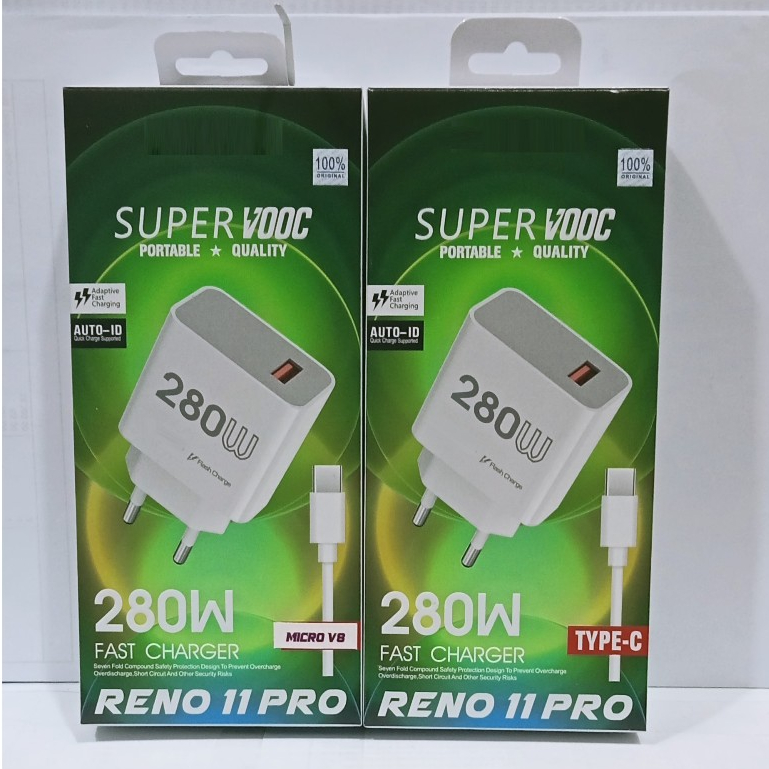 100%
ORIGINAL
SUPER VOOC
PORTABLE ★ QUALITY
Adaptive
Fast
Charging
AUTO-ID
Quick Charge Supported
280W
Flash Charge
280W
FAST CHARGER
MICRO V8
Seven Fold Compound Safety Protection Design To Prevent Overcharge
Overdischarge,Short Circuit And Other Security Risks
RENO 11 PRO
100%
ORIGINAL
SUPER VOOC
PORTABLE ★ QUALITY
Adaptive
Fast
Charging
AUTO-ID
Quick Charge Supported
280W
Flash Charge
280W
FAST CHARGER
TYPE-C
Seven Fold Compound Safety Protection Design To Prevent Overcharge
Overdischarge,Short Circuit And Other Security Risks
RENO 11 PRO